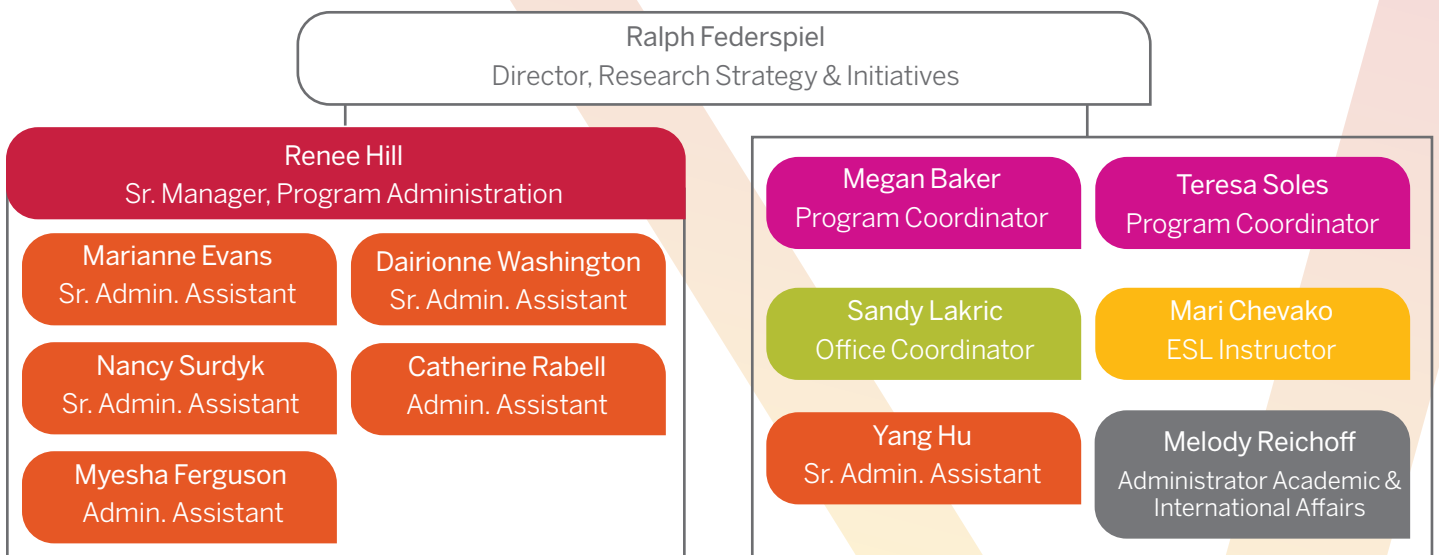 Ralph Federspiel
Director, Research Strategy & Initiatives
Renee Hill
Sr. Manager, Program Administration
Marianne Evans
Sr. Admin. Assistant
Dairionne Washington
Sr. Admin. Assistant
Nancy Surdyk
Sr. Admin. Assistant
Catherine Rabell
Admin. Assistant
Myesha Ferguson
Admin. Assistant
Megan Baker
Program Coordinator
Teresa Soles
Program Coordinator
Sandy Lakric
Office Coordinator
Mari Chevako
ESL Instructor
Yang Hu
Sr. Admin. Assistant
Melody Reichoff
Administrator Academic &
International Affairs